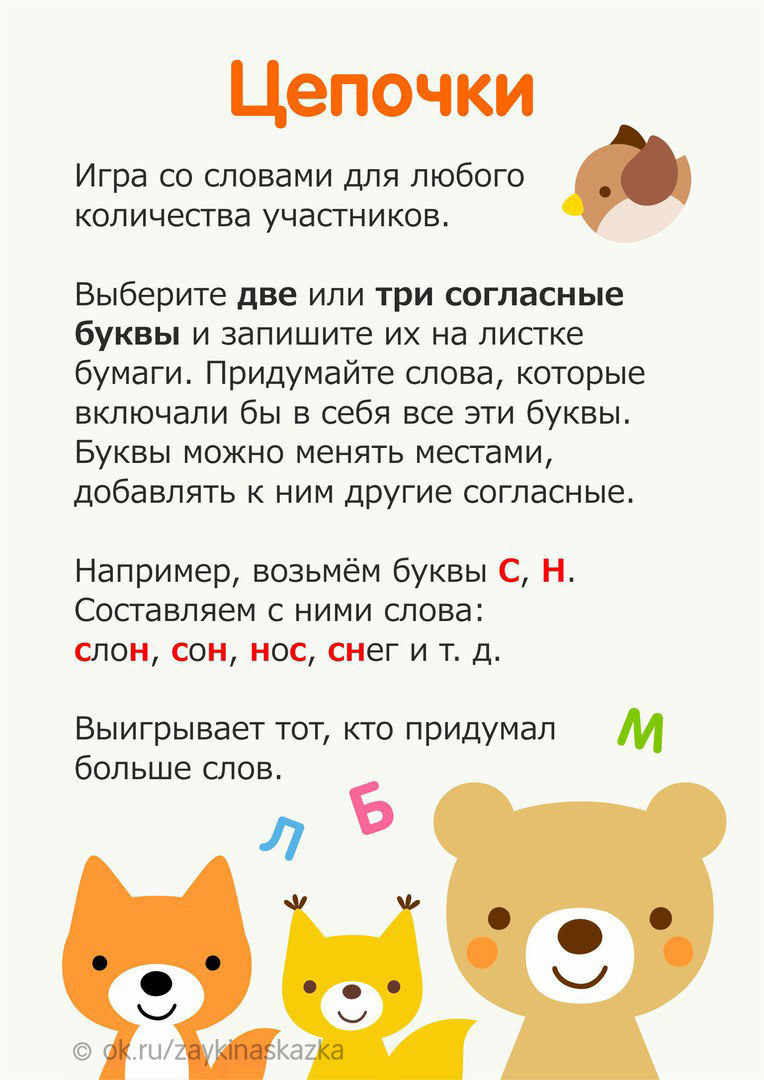 Цепочки
Игра со словами для любого
количества участников.
Выберите две или три согласные
буквы и запишите их на листке
бумаги. Придумайте слова, которые
включали бы в себя все эти буквы.
Буквы можно менять местами,
добавлять к ним другие согласные.
Например, возьмём буквы С, Н.
Составляем с ними слова:
слон, сон, нос, снег и т. д.
Выигрывает тот, кто придумал
больше слов.
М
Б
Л
© ok.ru/zaykinaskazka